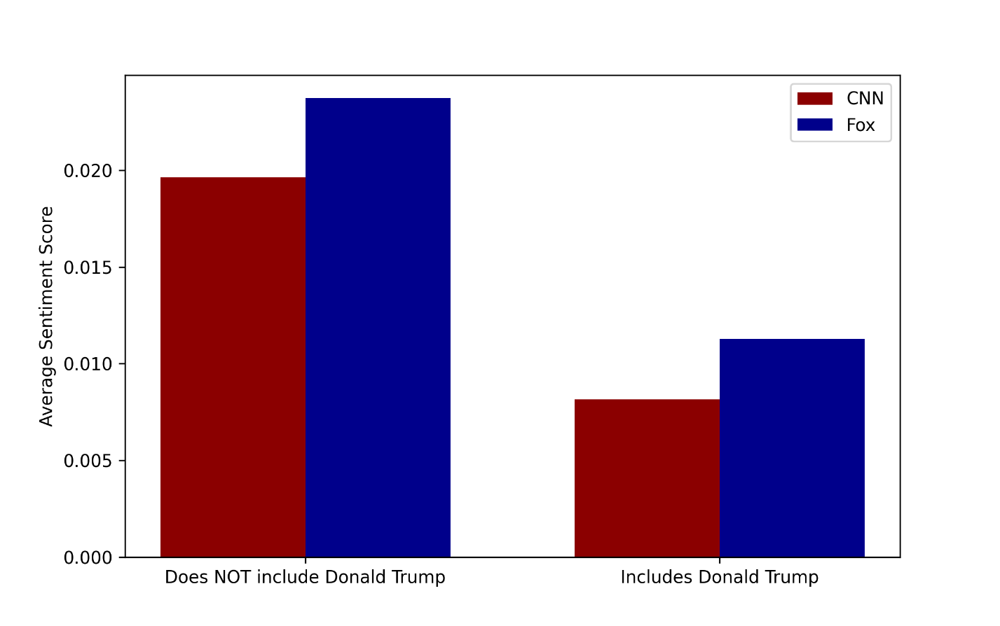 CNN
Fox
Average Sentiment Score
0.020
0.015
0.010
0.005
0.000
Does NOT include Donald Trump
Includes Donald Trump